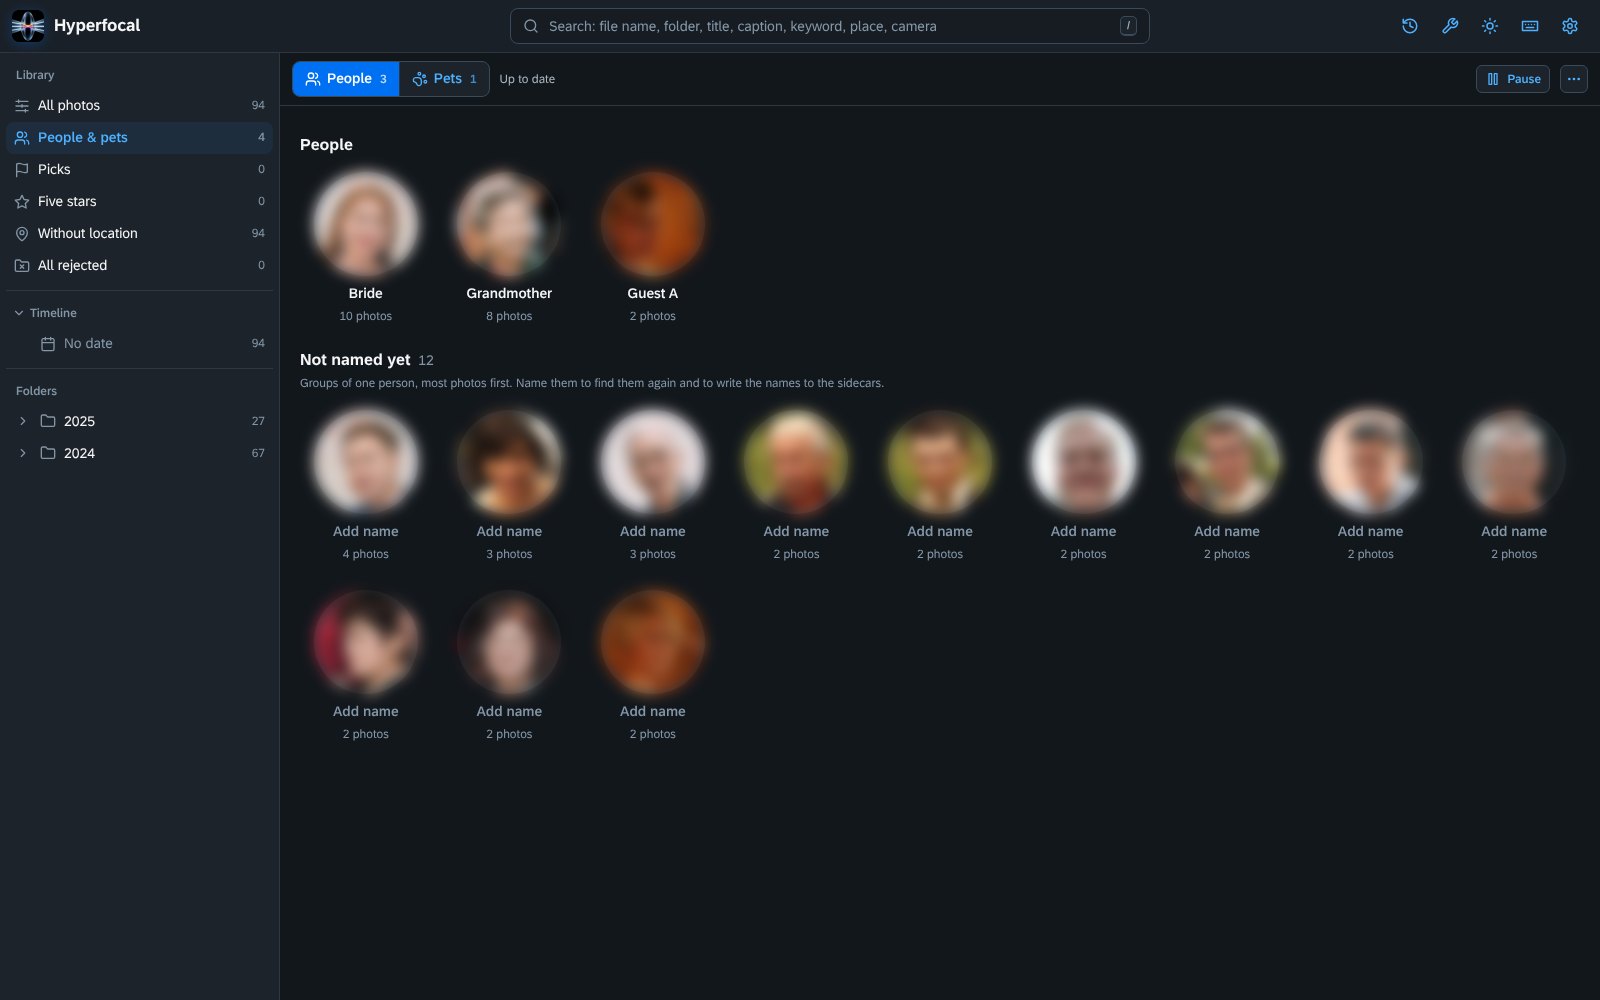 Hyperfocal
Search: file name, folder, title, caption, keyword, place, camera
/
Library
All photos 94
People & pets 4
Picks 0
Five stars 0
Without location 94
All rejected 0
Timeline
No date 94
Folders
2025 27
2024 67
People 3
Pets 1
Up to date
Pause
People
Bride Grandmother Guest A
10 photos 8 photos 2 photos
Not named yet 12
Groups of one person, most photos first. Name them to find them again and to write the names to the sidecars.
Add name Add name Add name Add name Add name Add name Add name Add name Add name
4 photos 3 photos 3 photos 2 photos 2 photos 2 photos 2 photos 2 photos 2 photos
Add name Add name Add name
2 photos 2 photos 2 photos